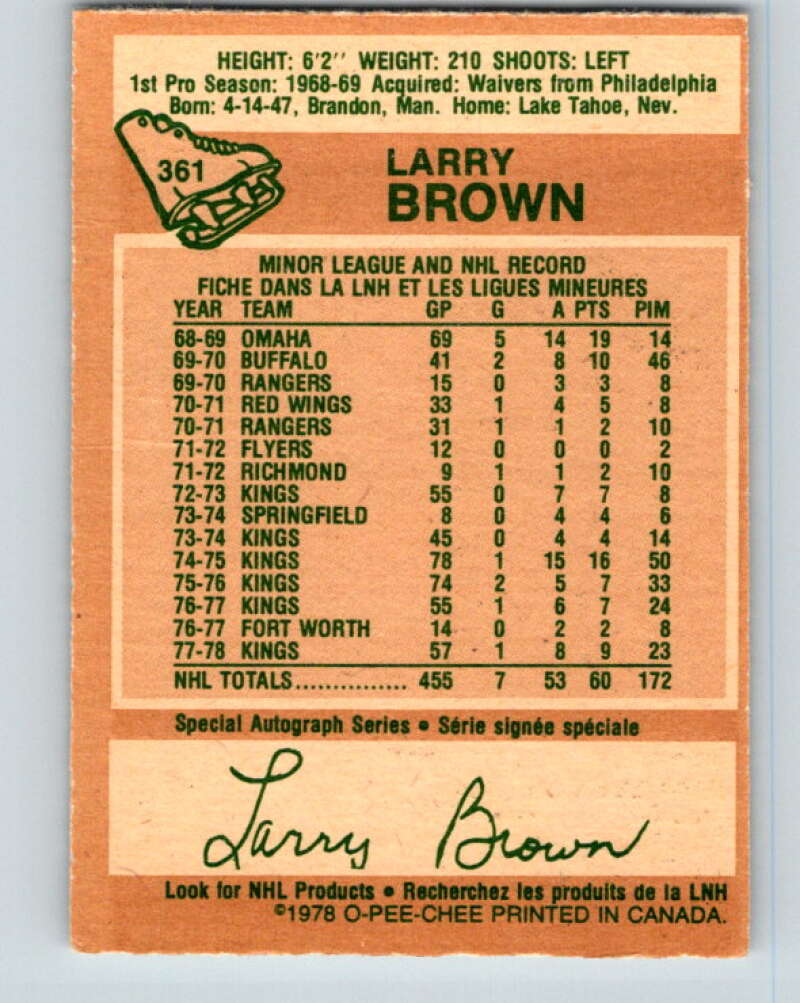 HEIGHT: 6'2'' WEIGHT: 210 SHOOTS: LEFT
1st Pro Season: 1968-69 Acquired: Waivers from Philadelphia
Born: 4-14-47, Brandon, Man. Home: Lake Tahoe, Nev.
361
LARRY
BROWN
MINOR LEAGUE AND NHL RECORD
FICHE DANS LA LNH ET LES LIGUES MINEURES
YEAR TEAM GP G A PTS PIM
68-69 OMAHA 69 5 14 19 14
69-70 BUFFALO 41 2 8 10 46
69-70 RANGERS 15 0 3 3 8
70-71 RED WINGS 33 1 4 5 8
70-71 RANGERS 31 1 1 2 10
71-72 FLYERS 12 0 0 0 2
71-72 RICHMOND 9 1 1 2 10
72-73 KINGS 55 0 7 7 8
73-74 SPRINGFIELD 8 0 4 4 6
73-74 KINGS 45 0 4 4 14
74-75 KINGS 78 1 15 16 50
75-76 KINGS 74 2 5 7 33
76-77 KINGS 55 1 6 7 24
76-77 FORT WORTH 14 0 2 2 8
77-78 KINGS 57 1 8 9 23
NHL TOTALS............... 455 7 53 60 172
Special Autograph Series • Série signée spéciale
Larry Brown
Look for NHL Products • Recherchez les produits de la LNH
©1978 O-PEE-CHEE PRINTED IN CANADA.